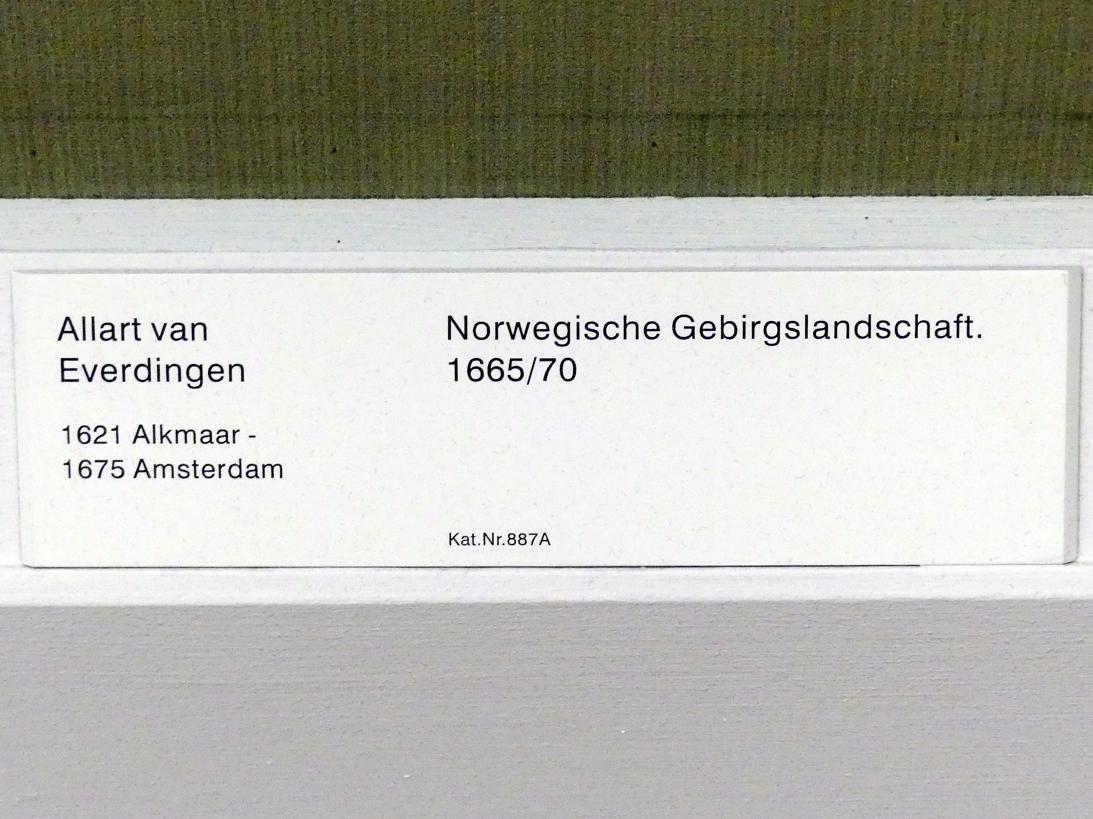 Allart van
Everdingen
1621 Alkmaar -
1675 Amsterdam
Norwegische Gebirgslandschaft.
1665/70
Kat.Nr.887A